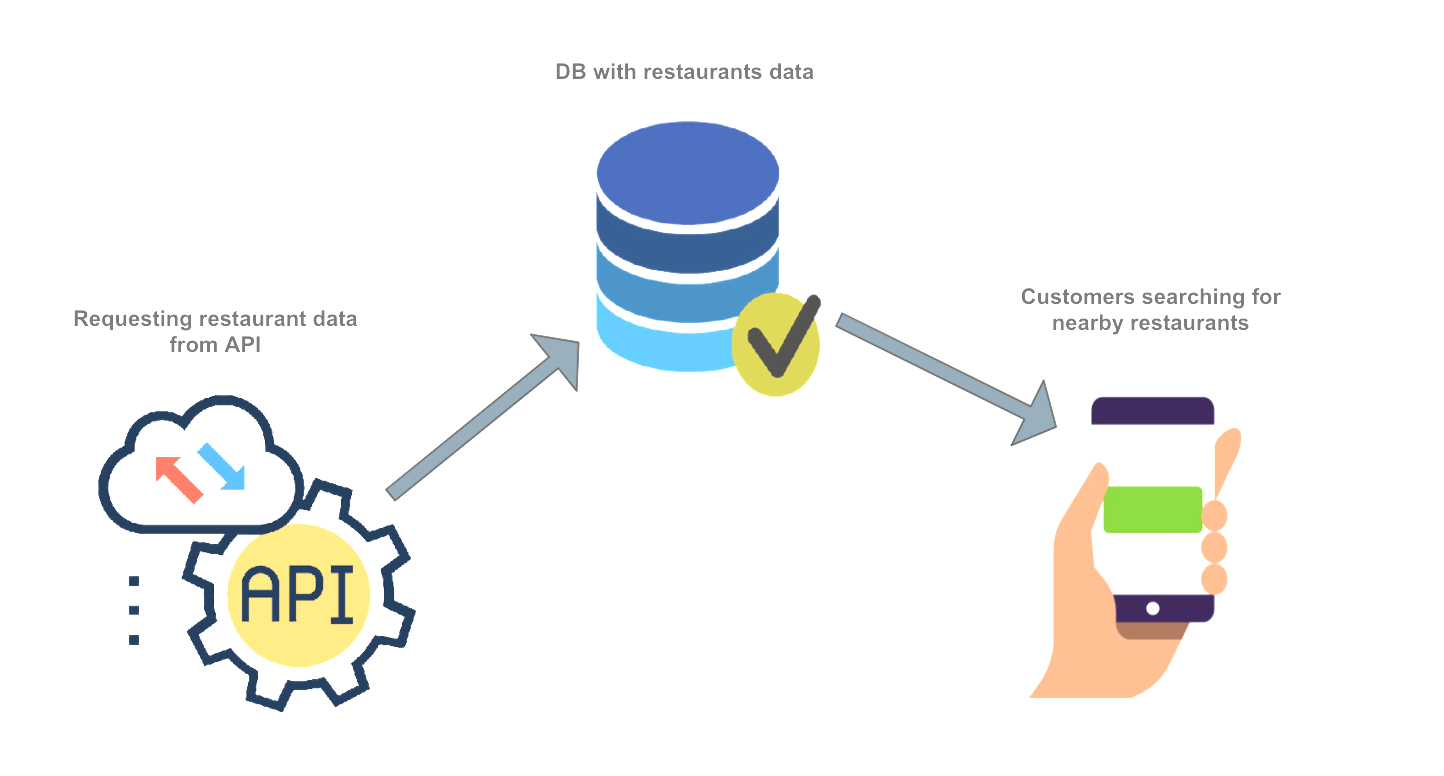 DB with restaurants data
Requesting restaurant data
from API
Customers searching for
nearby restaurants
API